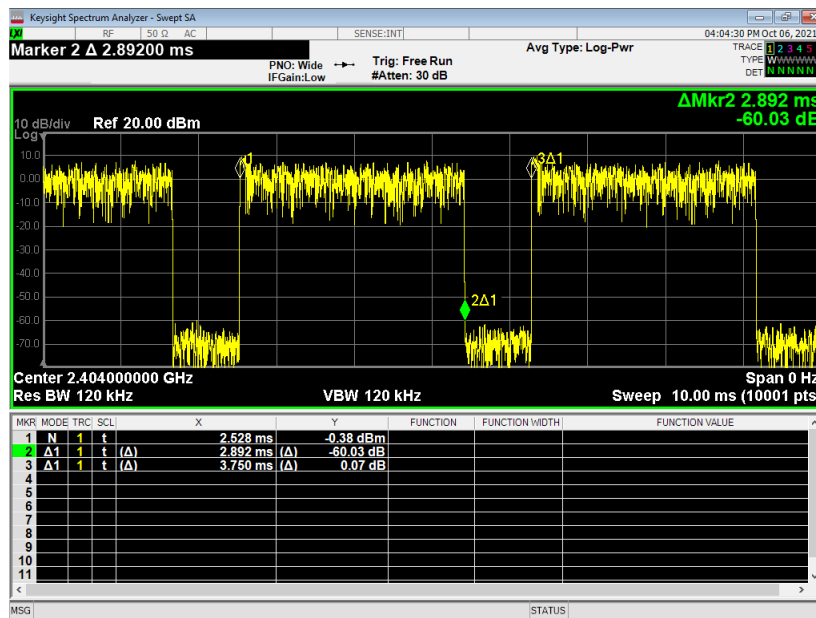 Keysight Spectrum Analyzer - Swept SA
LXI RF 50 Ω AC SENSE:INT 04:04:30 PM Oct 06, 2021
Marker 2 Δ 2.89200 ms Avg Type: Log-Pwr TRACE 1 2 3 4 5
PNO: Wide Trig: Free Run TYPE W
IFGain:Low #Atten: 30 dB DET N N N N N
ΔMkr2 2.892 ms
-60.03 dB
10 dB/div Ref 20.00 dBm
Log
10.0
0.00
-10.0
-20.0
-30.0
-40.0
-50.0
-60.0
-70.0
1
3Δ1
2Δ1
Center 2.404000000 GHz Span 0 Hz
Res BW 120 kHz VBW 120 kHz Sweep 10.00 ms (10001 pts
MKR MODE TRC SCL X Y FUNCTION FUNCTION WIDTH FUNCTION VALUE
1 N 1 t 2.528 ms -0.38 dBm
2 Δ1 1 t (Δ) 2.892 ms (Δ) -60.03 dB
3 Δ1 1 t (Δ) 3.750 ms (Δ) 0.07 dB
4
5
6
7
8
9
10
11
MSG STATUS